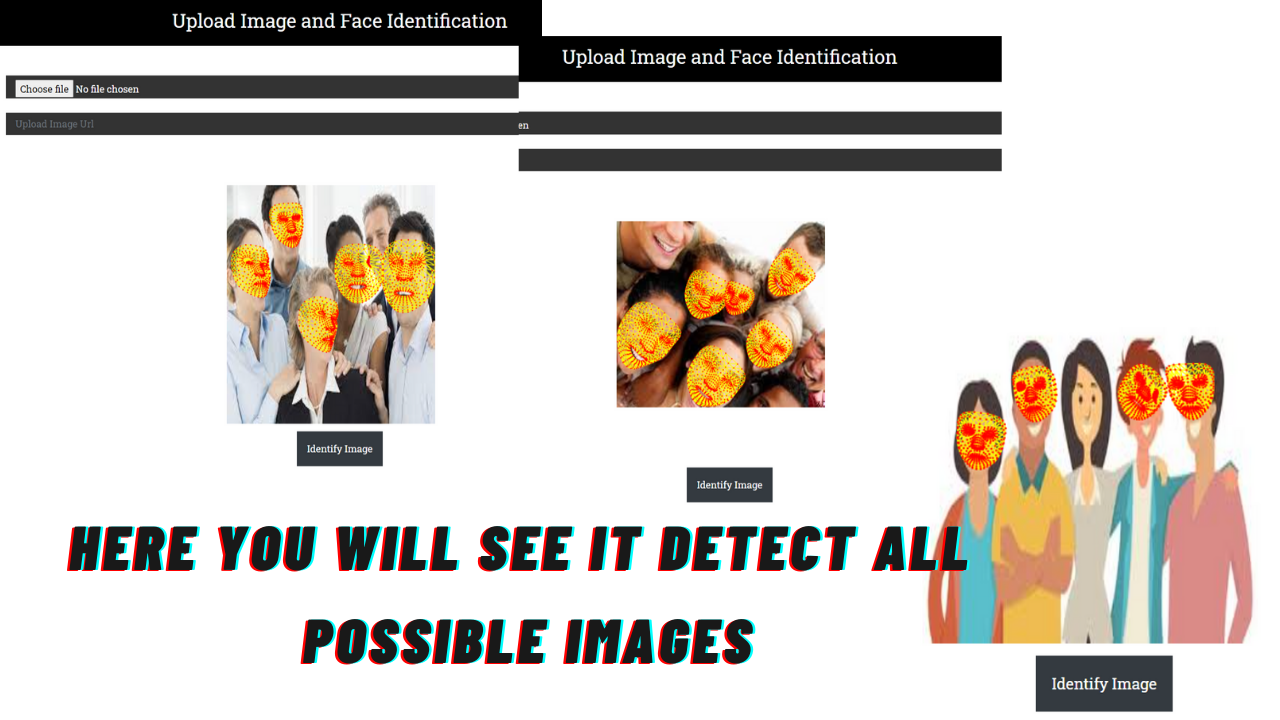 Upload Image and Face Identification
Choose file No file chosen
Upload Image Url
Identify Image
Upload Image and Face Identification
en
Identify Image
Identify Image
HERE YOU WILL SEE IT DETECT ALL
POSSIBLE IMAGES